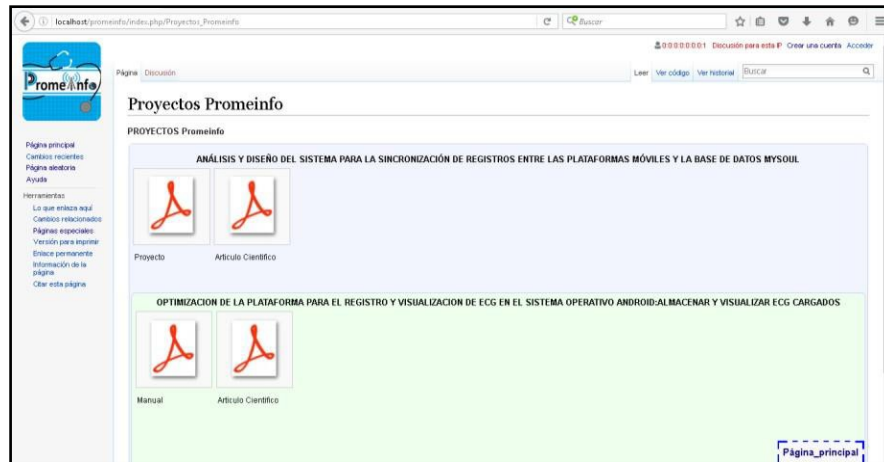 localhost/promeinfo/index.php/Proyectos_Promeinfo
Buscar
0:0:0:0:0:0:0:1 Discusión para esta IP Crear una cuenta Acceder
PromeInfo
Página Discusión
Leer Ver código Ver historial Buscar
Proyectos Promeinfo
PROYECTOS Promeinfo
Página principal
Cambios recientes
Página aleatoria
Ayuda
Herramientas
Lo que enlaza aquí
Cambios relacionados
Páginas especiales
Versión para imprimir
Enlace permanente
Información de la
página
Citar esta página
ANÁLISIS Y DISEÑO DEL SISTEMA PARA LA SINCRONIZACIÓN DE REGISTROS ENTRE LAS PLATAFORMAS MÓVILES Y LA BASE DE DATOS MYSOUL
Proyecto Articulo Cientifico
OPTIMIZACION DE LA PLATAFORMA PARA EL REGISTRO Y VISUALIZACION DE ECG EN EL SISTEMA OPERATIVO ANDROID:ALMACENAR Y VISUALIZAR ECG CARGADOS
Manual Articulo Cientifico
Página_principal